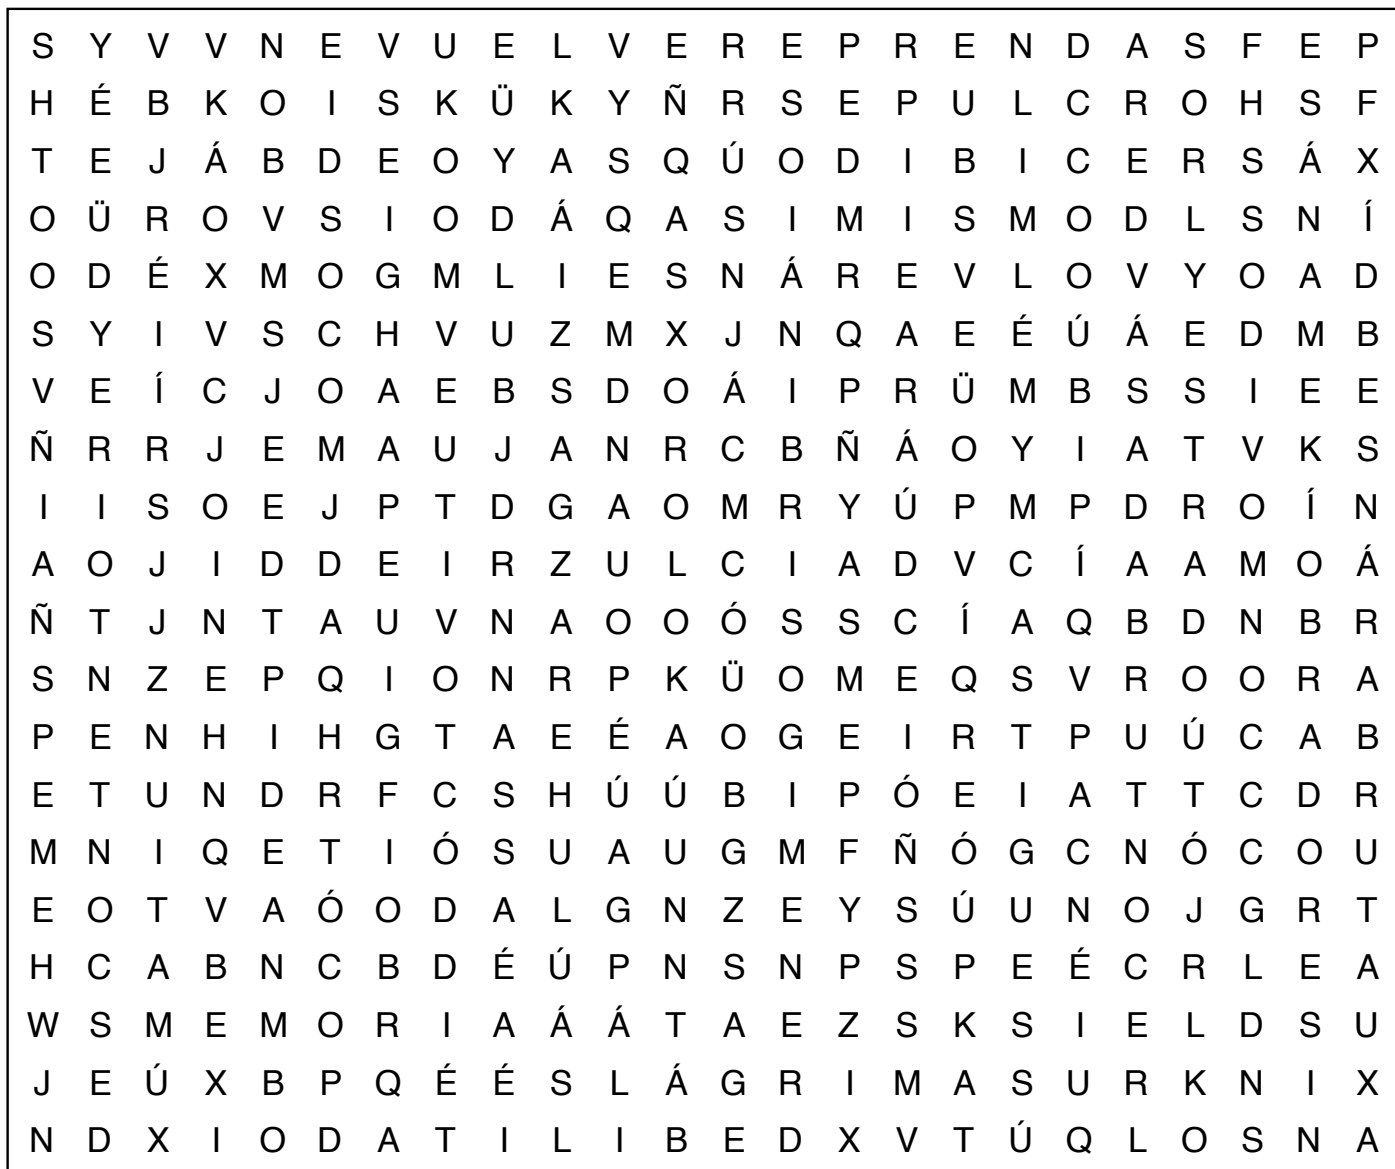 S Y V V N E V U E L V E R E P R E N D A S F E P
H É B K O I S K Ü K Y Ñ R S E P U L C R O H S F
T E J Á B D E O Y A S Q Ú O D I B I C E R S Á X
O Ü R O V S I O D Á Q A S I M I S M O D L S N Í
O D É X M O G M L I E S N Á R E V L O V Y O A D
S Y I V S C H V U Z M X J N Q A E É Ú Á E D M B
V E Í C J O A E B S D O Á I P R Ü M B S S I E E
Ñ R R J E M A U J A N R C B Ñ Á O Y I A T V K S
I I S O E J P T D G A O M R Y Ú P M P D R O Í N
A O J I D D E I R Z U L C I A D V C Í A A M O Á
Ñ T J N T A U V N A O O Ó S S C Í A Q B D N B R
S N Z E P Q I O N R P K Ü O M E Q S V R O O R A
P E N H I H G T A E É A O G E I R T P U Ú C A B
E T U N D R F C S H Ú Ú B I P Ó E I A T T C D R
M N I Q E T I Ó S U A U G M F Ñ Ó G C N Ó C O U
E O T V A Ó O D A L G N Z E Y S Ú U N O J G R T
H C A B N C B D É Ú P N S N P S P E É C R L E A
W S M E M O R I A Á Á T A E Z S K S I E L D S U
J E Ú X B P Q É É S L Á G R I M A S U R K N I X
N D X I O D A T I L I B E D X V T Ú Q L O S N A